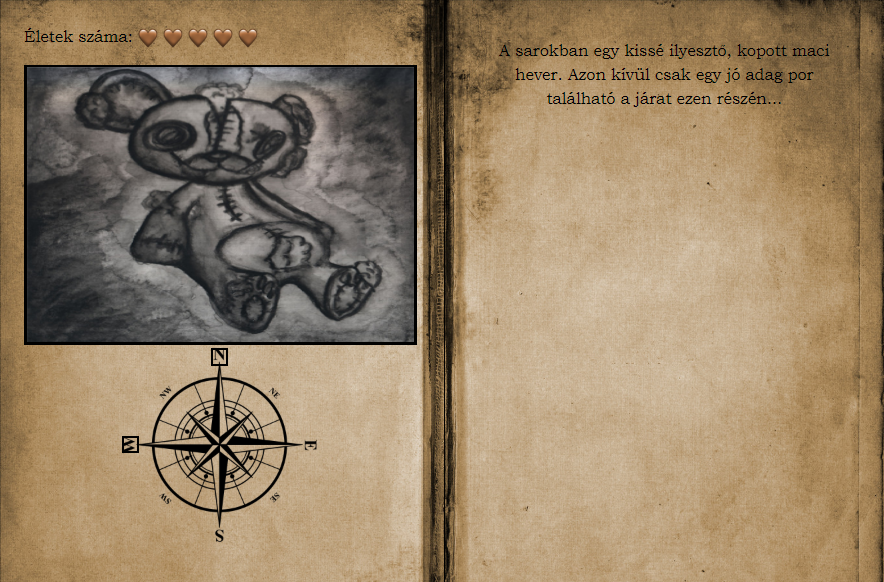 Életek száma: 🤎 🤎 🤎 🤎 🤎
A sarokban egy kissé ilyesztő, kopott maci
hever. Azon kívül csak egy jó adag por
található a járat ezen részén...
N
NW
NE
W
E
SW
SE
S